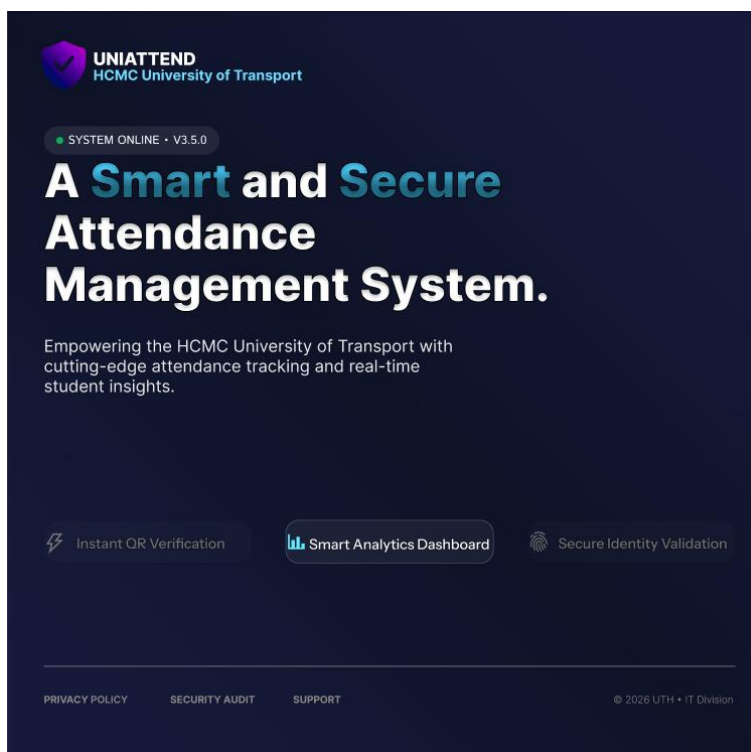 UNIATTEND
HCMC University of Transport
SYSTEM ONLINE • V3.5.0
A Smart and Secure
Attendance
Management System.
Empowering the HCMC University of Transport with
cutting-edge attendance tracking and real-time
student insights.
Instant QR Verification
Smart Analytics Dashboard
Secure Identity Validation
PRIVACY POLICY
SECURITY AUDIT
SUPPORT
© 2026 UTH • IT Division